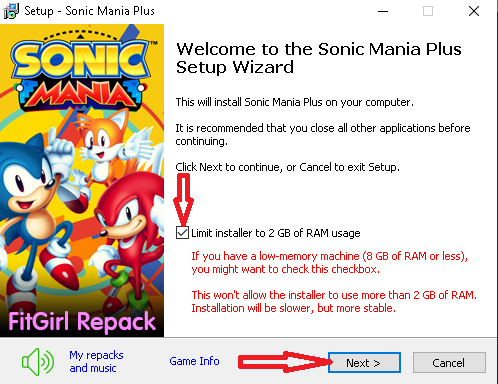 Setup - Sonic Mania Plus
SONIC
MANIA
Welcome to the Sonic Mania Plus
Setup Wizard
This will install Sonic Mania Plus on your computer.
It is recommended that you close all other applications before
continuing.
Click Next to continue, or Cancel to exit Setup.
Limit installer to 2 GB of RAM usage
If you have a low-memory machine (8 GB of RAM or less),
you might want to check this checkbox.
This won't allow the installer to use more than 2 GB of RAM.
Installation will be slower, but more stable.
FitGirl Repack
My repacks
and music
Game Info
Next >
Cancel